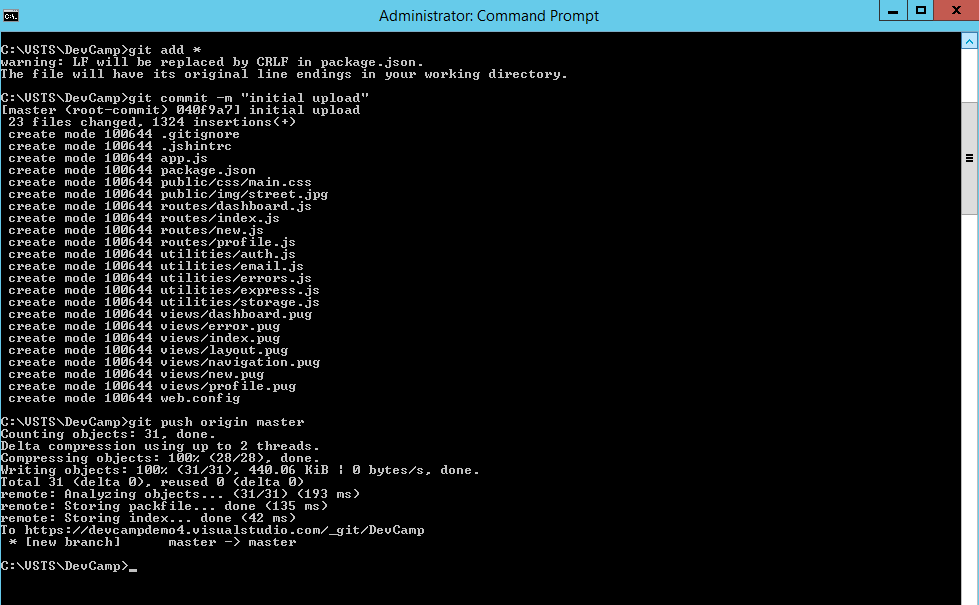 Administrator: Command Prompt
C:\VSTS\DevCamp>git add *
warning: LF will be replaced by CRLF in package.json.
The file will have its original line endings in your working directory.
C:\VSTS\DevCamp>git commit -m "initial upload"
[master (root-commit) 040f9a7] initial upload
 23 files changed, 1324 insertions(+)
 create mode 100644 .gitignore
 create mode 100644 .jshintrc
 create mode 100644 app.js
 create mode 100644 package.json
 create mode 100644 public/css/main.css
 create mode 100644 public/img/street.jpg
 create mode 100644 routes/dashboard.js
 create mode 100644 routes/index.js
 create mode 100644 routes/new.js
 create mode 100644 routes/profile.js
 create mode 100644 utilities/auth.js
 create mode 100644 utilities/email.js
 create mode 100644 utilities/errors.js
 create mode 100644 utilities/express.js
 create mode 100644 utilities/storage.js
 create mode 100644 views/dashboard.pug
 create mode 100644 views/error.pug
 create mode 100644 views/index.pug
 create mode 100644 views/layout.pug
 create mode 100644 views/navigation.pug
 create mode 100644 views/new.pug
 create mode 100644 views/profile.pug
 create mode 100644 web.config
C:\VSTS\DevCamp>git push origin master
Counting objects: 31, done.
Delta compression using up to 2 threads.
Compressing objects: 100% (28/28), done.
Writing objects: 100% (31/31), 440.06 KiB | 0 bytes/s, done.
Total 31 (delta 0), reused 0 (delta 0)
remote: Analyzing objects... (31/31) (193 ms)
remote: Storing packfile... done (135 ms)
remote: Storing index... done (42 ms)
To https://devcampdemo4.visualstudio.com/_git/DevCamp
 * [new branch]      master -> master
C:\VSTS\DevCamp>_